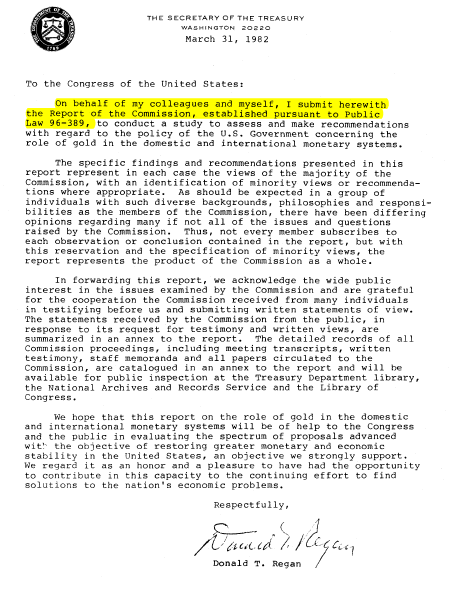 THE SECRETARY OF THE TREASURY
WASHINGTON 20220
March 31, 1982
To the Congress of the United States:
On behalf of my colleagues and myself, I submit herewith
the Report of the Commission, established pursuant to Public
Law 96-389, to conduct a study to assess and make recommendations
with regard to the policy of the U.S. Government concerning the
role of gold in the domestic and international monetary systems.
The specific findings and recommendations presented in this
report represent in each case the views of the majority of the
Commission, with an identification of minority views or recommenda-
tions where appropriate. As should be expected in a group of
individuals with such diverse backgrounds, philosophies and responsi-
bilities as the members of the Commission, there have been differing
opinions regarding many if not all of the issues and questions
raised by the Commission. Thus, not every member subscribes to
each observation or conclusion contained in the report, but with
this reservation and the specification of minority views, the
report represents the product of the Commission as a whole.
In forwarding this report, we acknowledge the wide public
interest in the issues examined by the Commission and are grateful
for the cooperation the Commission received from many individuals
in testifying before us and submitting written statements of view.
The statements received by the Commission from the public, in
response to its request for testimony and written views, are
summarized in an annex to the report. The detailed records of all
Commission proceedings, including meeting transcripts, written
testimony, staff memoranda and all papers circulated to the
Commission, are catalogued in an annex to the report and will be
available for public inspection at the Treasury Department library,
the National Archives and Records Service and the Library of
Congress.
We hope that this report on the role of gold in the domestic
and international monetary systems will be of help to the Congress
and the public in evaluating the spectrum of proposals advanced
with the objective of restoring greater monetary and economic
stability in the United States, an objective we strongly support.
We regard it as an honor and a pleasure to have had the opportunity
to contribute in this capacity to the continuing effort to find
solutions to the nation's economic problems.
Respectfully,
Donald T. Regan
Donald T. Regan